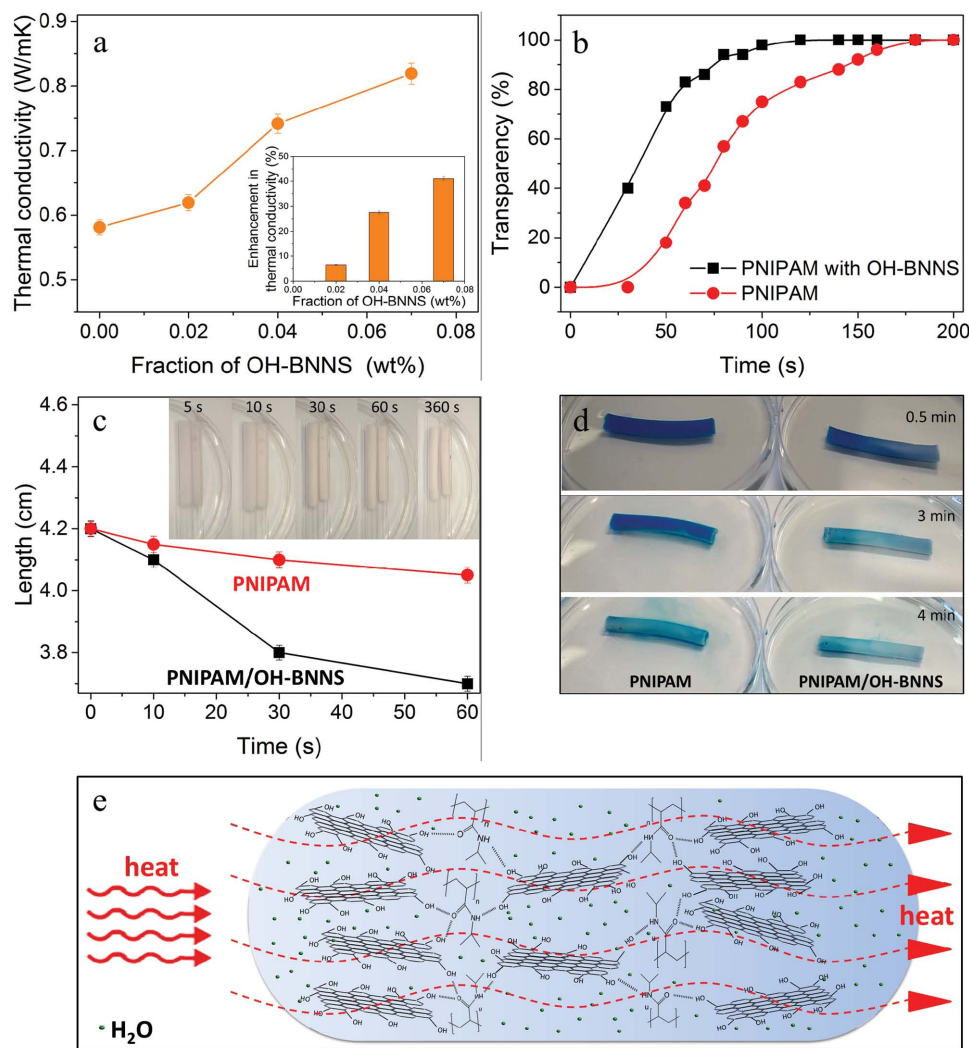 a
Thermal conductivity (W/mK)
0.9
0.8
0.7
0.6
0.5
0.00 0.02 0.04 0.06 0.08
Fraction of OH-BNNS (wt%)
Enhancement in
thermal conductivity (%)
50
40
30
20
10
0
0.00 0.02 0.04 0.06 0.08
Fraction of OH-BNNS (wt%)
b
Transparency (%)
100
80
60
40
20
0
PNIPAM with OH-BNNS
PNIPAM
0 50 100 150 200
Time (s)
c
Length (cm)
4.6
4.4
4.2
4.0
3.8
5 s 10 s 30 s 60 s 360 s
PNIPAM
PNIPAM/OH-BNNS
0 10 20 30 40 50 60
Time (s)
d
0.5 min
3 min
4 min
PNIPAM PNIPAM/OH-BNNS
e
heat
heat
H₂O